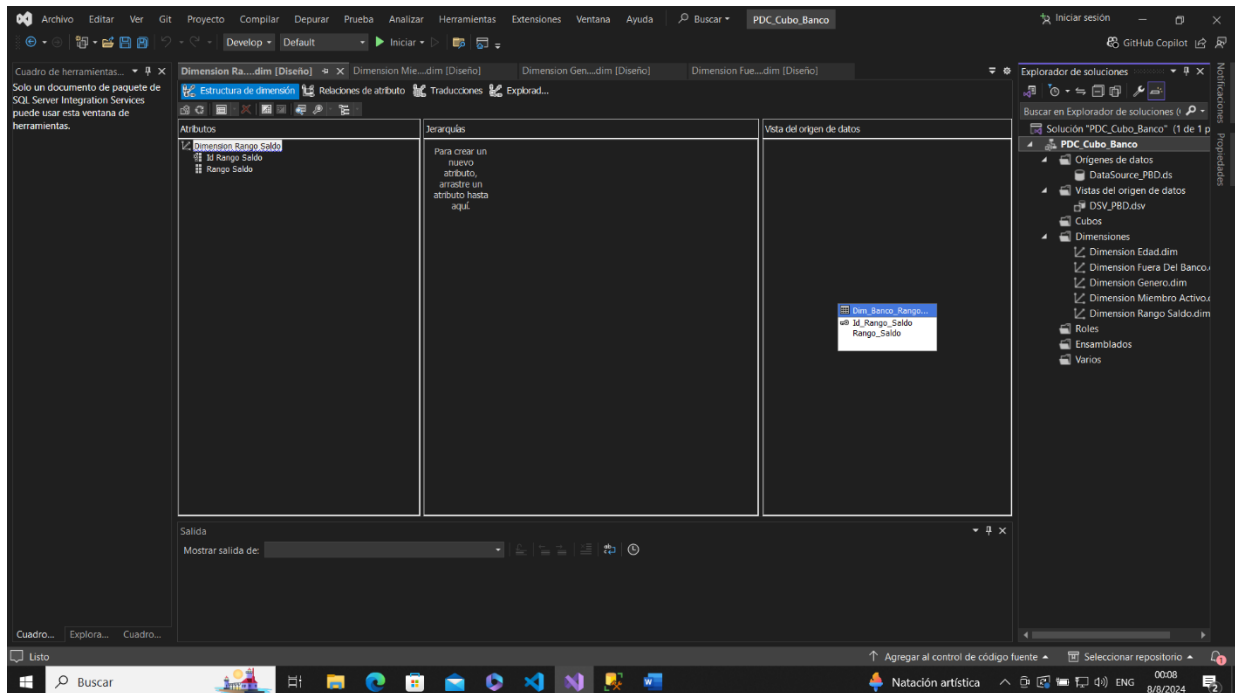 Archivo Editar Ver Git Proyecto Compilar Depurar Prueba Analizar Herramientas Extensiones Ventana Ayuda Buscar PDC_Cubo_Banco Iniciar sesión
Develop Default Iniciar GitHub Copilot
Cuadro de herramientas...
Solo un documento de paquete de
SQL Server Integration Services
puede usar esta ventana de
herramientas.
Dimension Ra....dim [Diseño] Dimension Mie....dim [Diseño] Dimension Gen....dim [Diseño] Dimension Fue....dim [Diseño]
Estructura de dimensión Relaciones de atributo Traducciones Explorad...
Atributos
Dimension Rango Saldo
Id Rango Saldo
Rango Saldo
Jerarquías
Para crear un
nuevo
atributo,
arrastre un
atributo hasta
aquí.
Vista del origen de datos
Dim_Banco_Rango...
Id_Rango_Saldo
Rango_Saldo
Explorador de soluciones
Buscar en Explorador de soluciones (
Solución "PDC_Cubo_Banco" (1 de 1 p
PDC_Cubo_Banco
Orígenes de datos
DataSource_PBD.ds
Vistas del origen de datos
DSV_PBD.dsv
Cubos
Dimensiones
Dimension Edad.dim
Dimension Fuera Del Banco.
Dimension Genero.dim
Dimension Miembro Activo.
Dimension Rango Saldo.dim
Roles
Ensamblados
Varios
Notificaciones
Propiedades
Salida
Mostrar salida de:
Cuadro... Explora... Cuadro...
Listo Agregar al control de código fuente Seleccionar repositorio
Buscar Natación artística ENG 00:08
8/8/2024